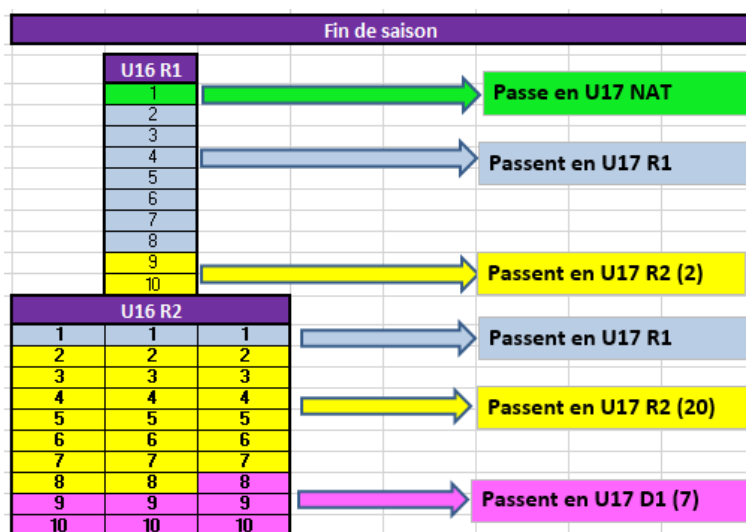 Fin de saison
U16 R1
1
Passe en U17 NAT
2
3
4
Passent en U17 R1
5
6
7
8
9
Passent en U17 R2 (2)
10
U16 R2
1 1 1
Passent en U17 R1
2 2 2
3 3 3
4 4 4
Passent en U17 R2 (20)
5 5 5
6 6 6
7 7 7
8 8 8
9 9 9
Passent en U17 D1 (7)
10 10 10